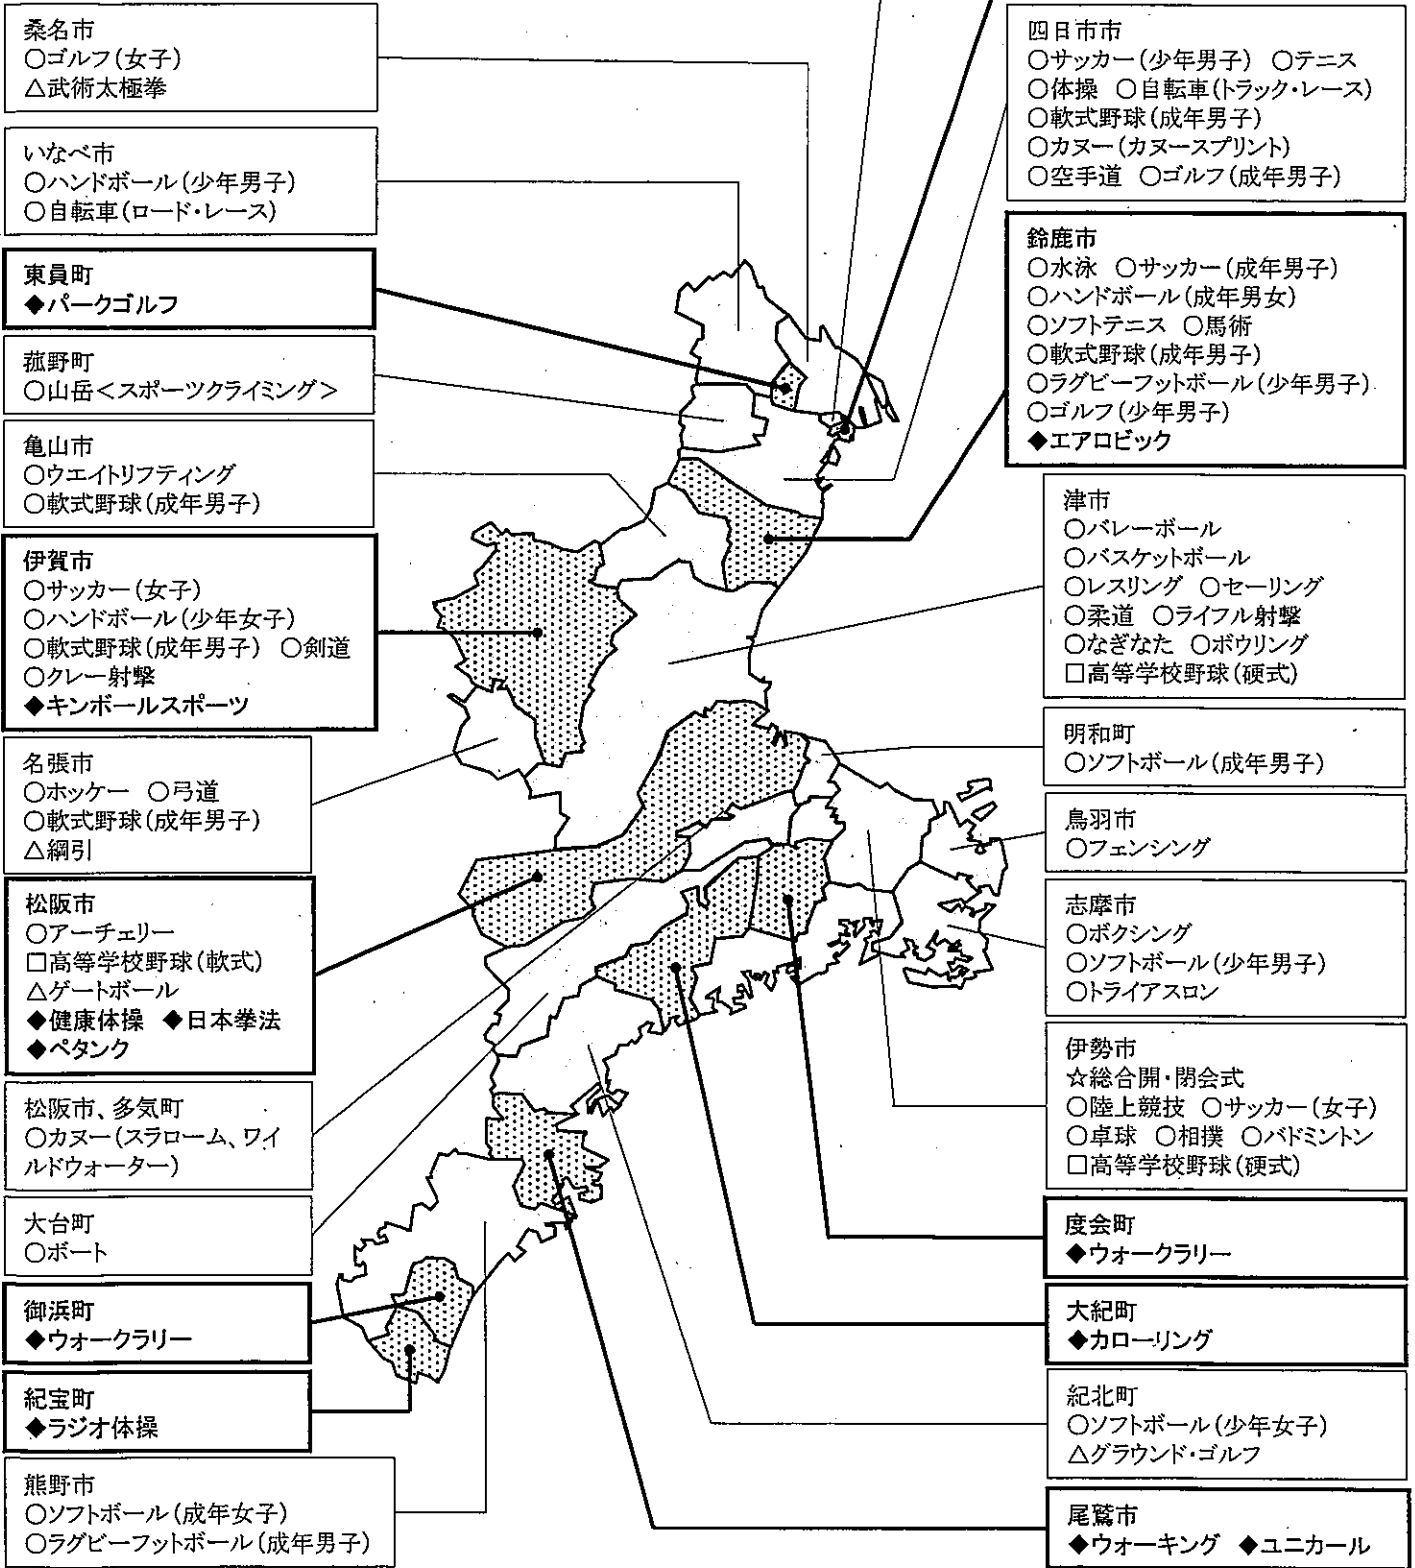 桑名市
○ゴルフ(女子)
△武術太極拳
いなべ市
○ハンドボール(少年男子)
○自転車(ロード・レース)
東員町
◆パークゴルフ
菰野町
○山岳＜スポーツクライミング＞
亀山市
○ウエイトリフティング
○軟式野球(成年男子)
伊賀市
○サッカー(女子)
○ハンドボール(少年女子)
○軟式野球(成年男子) ○剣道
○クレー射撃
◆キンボールスポーツ
名張市
○ホッケー ○弓道
○軟式野球(成年男子)
△綱引
松阪市
○アーチェリー
□高等学校野球(軟式)
△ゲートボール
◆健康体操 ◆日本拳法
◆ペタンク
松阪市、多気町
○カヌー(スラローム、ワイ
ルドウォーター)
大台町
○ボート
御浜町
◆ウォークラリー
紀宝町
◆ラジオ体操
熊野市
○ソフトボール(成年女子)
○ラグビーフットボール(成年男子)
四日市市
○サッカー(少年男子) ○テニス
○体操 ○自転車(トラック・レース)
○軟式野球(成年男子)
○カヌー(カヌースプリント)
○空手道 ○ゴルフ(成年男子)
鈴鹿市
○水泳 ○サッカー(成年男子)
○ハンドボール(成年男女)
○ソフトテニス ○馬術
○軟式野球(成年男子)
○ラグビーフットボール(少年男子)
○ゴルフ(少年男子)
◆エアロビック
津市
○バレーボール
○バスケットボール
○レスリング ○セーリング
○柔道 ○ライフル射撃
○なぎなた ○ボウリング
□高等学校野球(硬式)
明和町
○ソフトボール(成年男子)
鳥羽市
○フェンシング
志摩市
○ボクシング
○ソフトボール(少年男子)
○トライアスロン
伊勢市
☆総合開・閉会式
○陸上競技 ○サッカー(女子)
○卓球 ○相撲 ○バドミントン
□高等学校野球(硬式)
度会町
◆ウォークラリー
大紀町
◆カローリング
紀北町
○ソフトボール(少年女子)
△グラウンド・ゴルフ
尾鷲市
◆ウォーキング ◆ユニカール